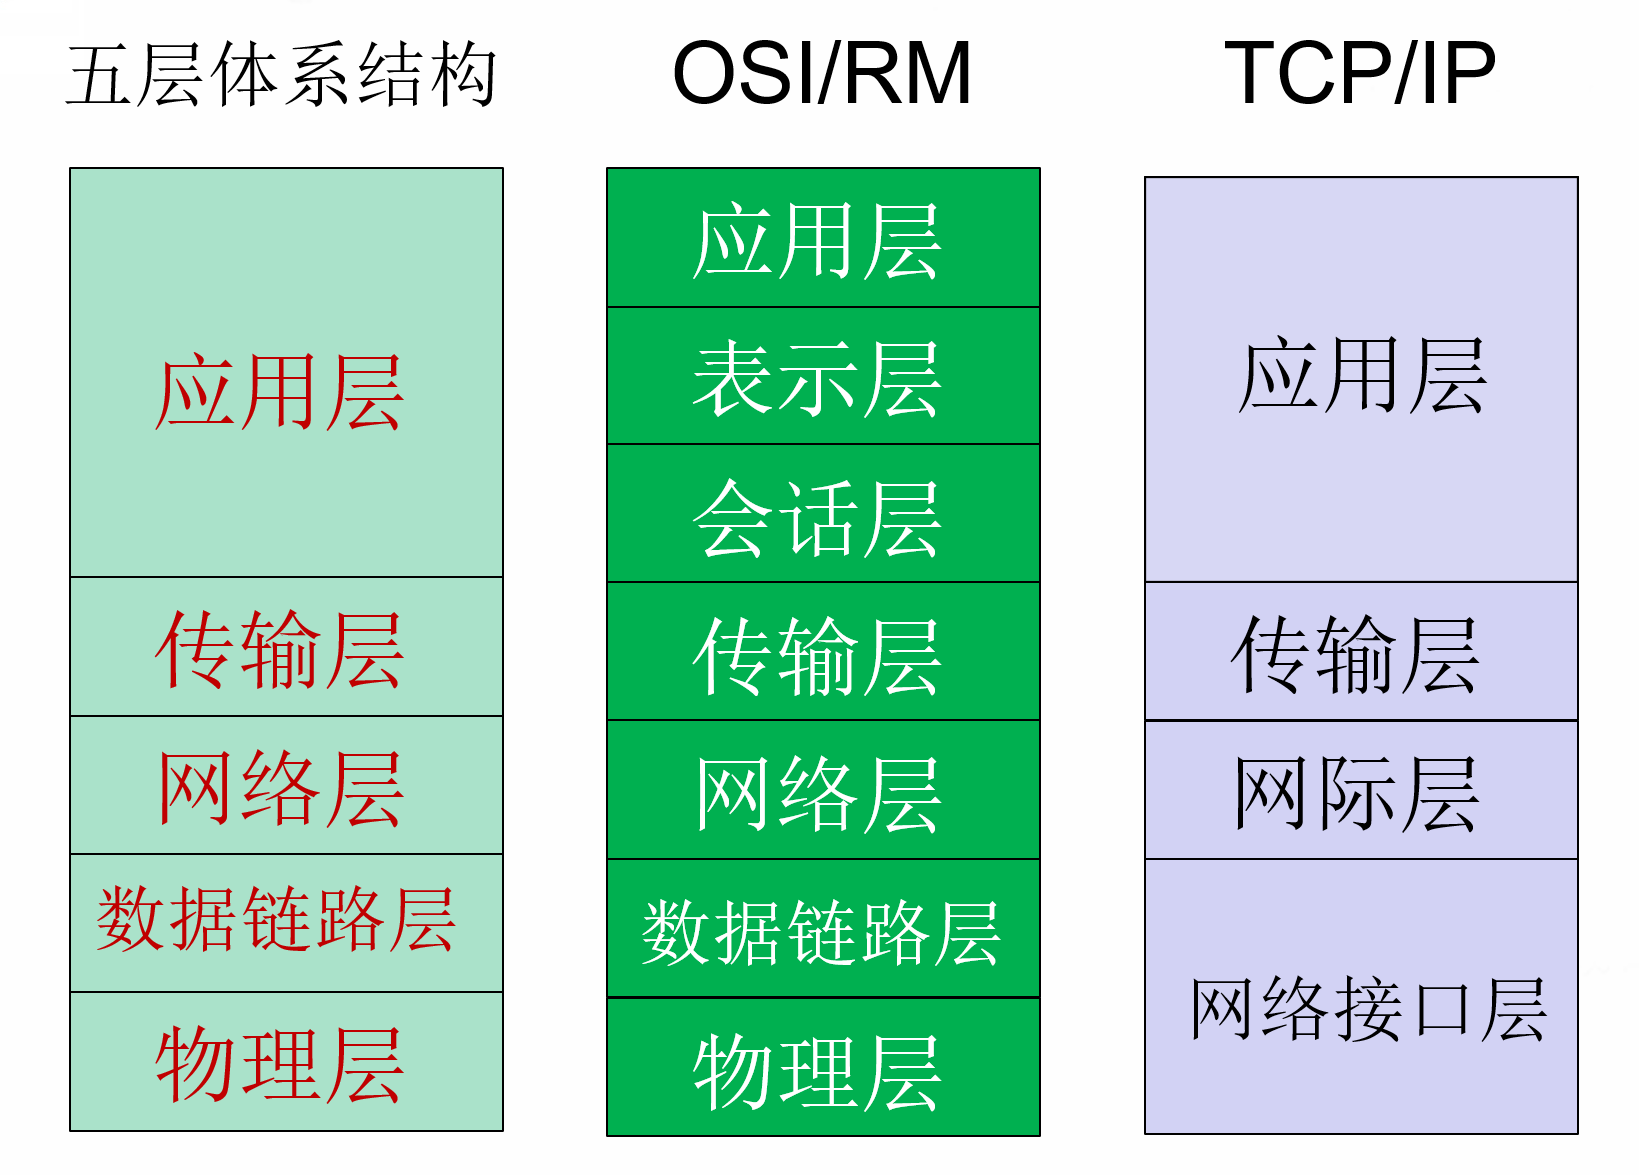 五层体系结构
应用层
传输层
网络层
数据链路层
物理层
OSI/RM
应用层
表示层
会话层
传输层
网络层
数据链路层
物理层
TCP/IP
应用层
传输层
网际层
网络接口层